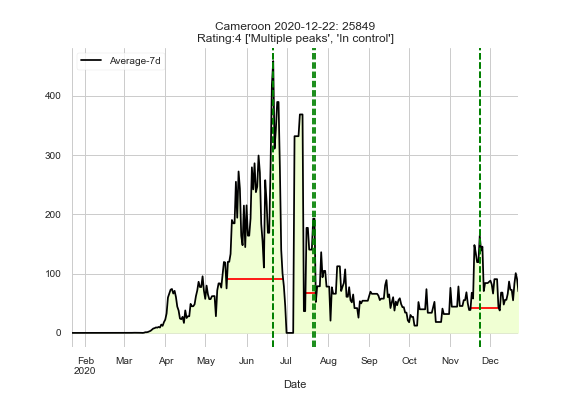 Cameroon 2020-12-22: 25849
Rating:4 ['Multiple peaks', 'In control']
Average-7d
400
300
200
100
0
Feb Mar Apr May Jun Jul Aug Sep Oct Nov Dec
2020
Date